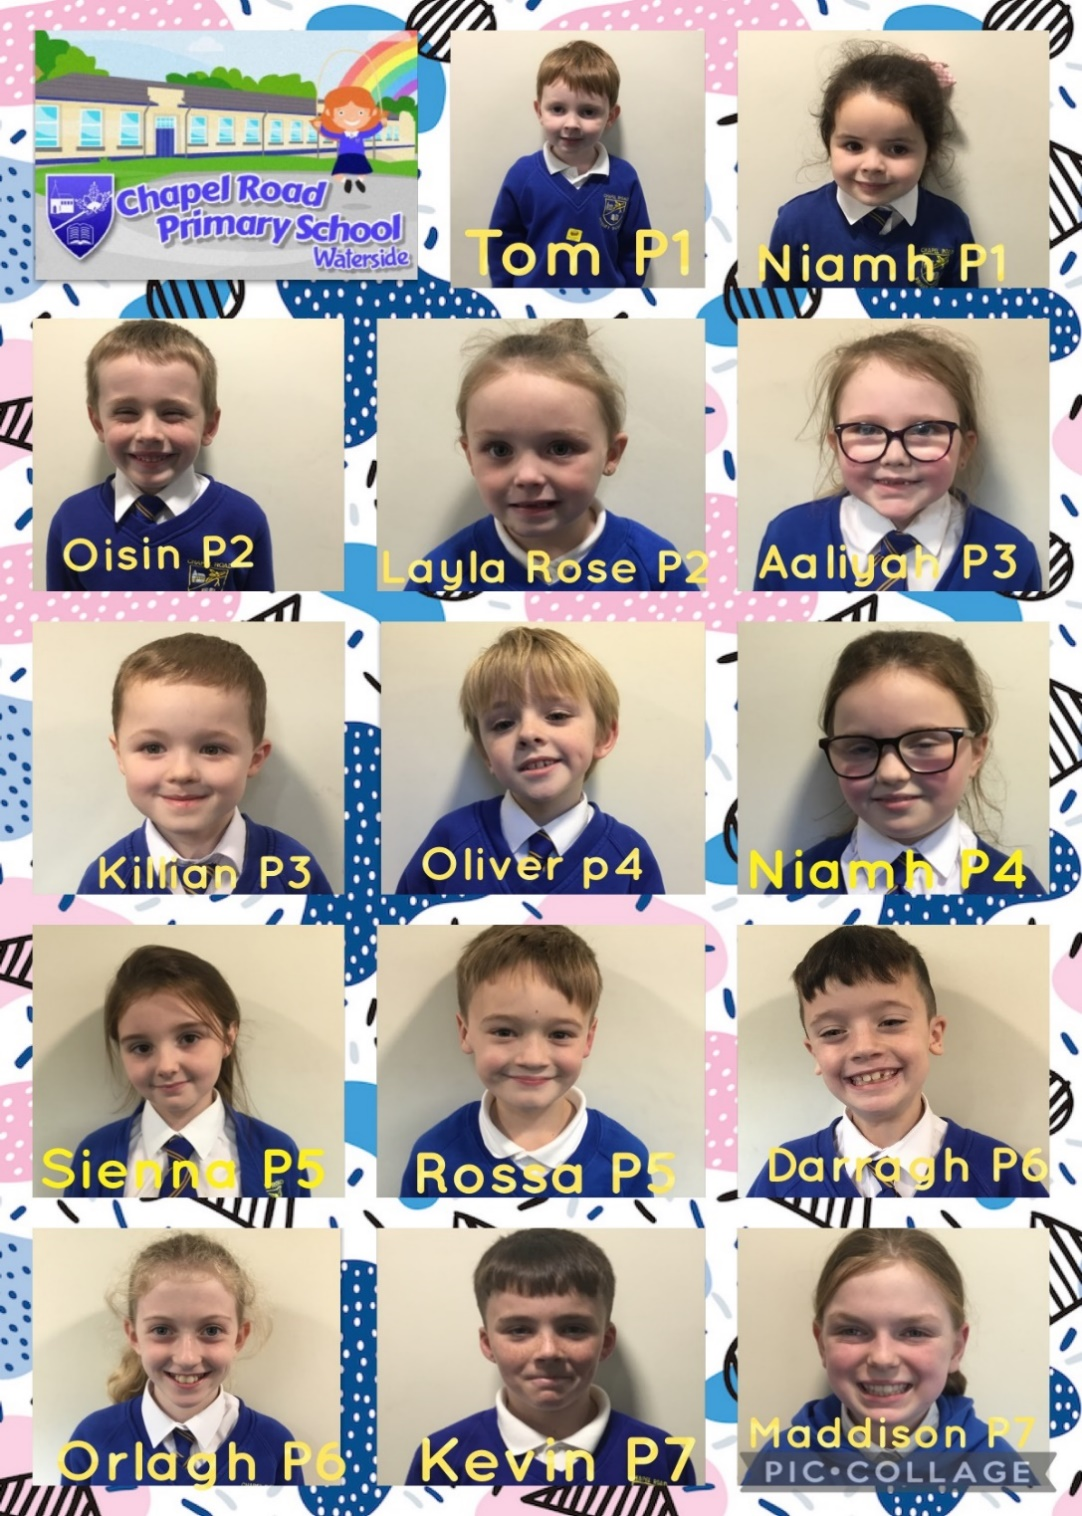 Chapel Road
Primary School
Waterside
Tom P1
Niamh P1
Oisin P2
Layla Rose P2
Aaliyah P3
Killian P3
Oliver p4
Niamh P4
Sienna P5
Rossa P5
Darragh P6
Orlagh P6
Kevin P7
Maddison P7
PIC•COLLAGE